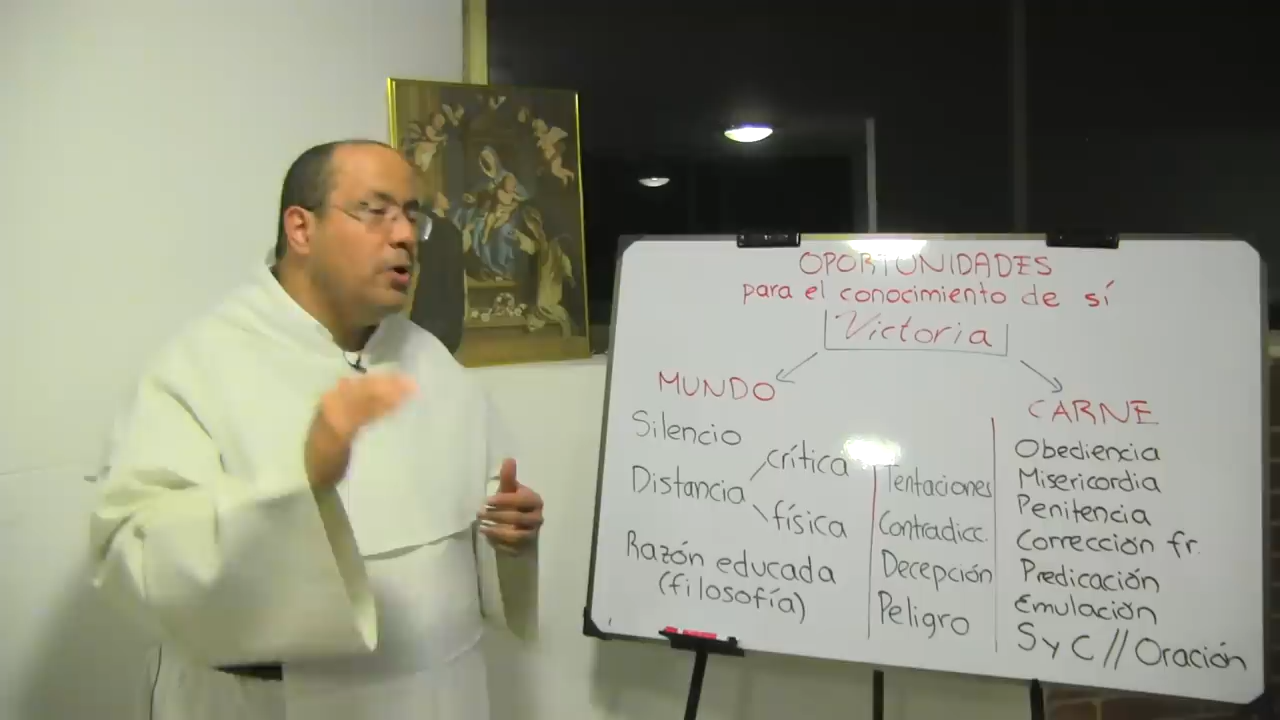 OPORTUNIDADES
para el conocimiento de sí
Victoria
MUNDO
Silencio
Distancia
crítica
física
Razón educada
(filosofía)
Tentaciones
Contradicc.
Decepción
Peligro
CARNE
Obediencia
Misericordia
Penitencia
Corrección fr.
Predicación
Emulación
S y C // Oración